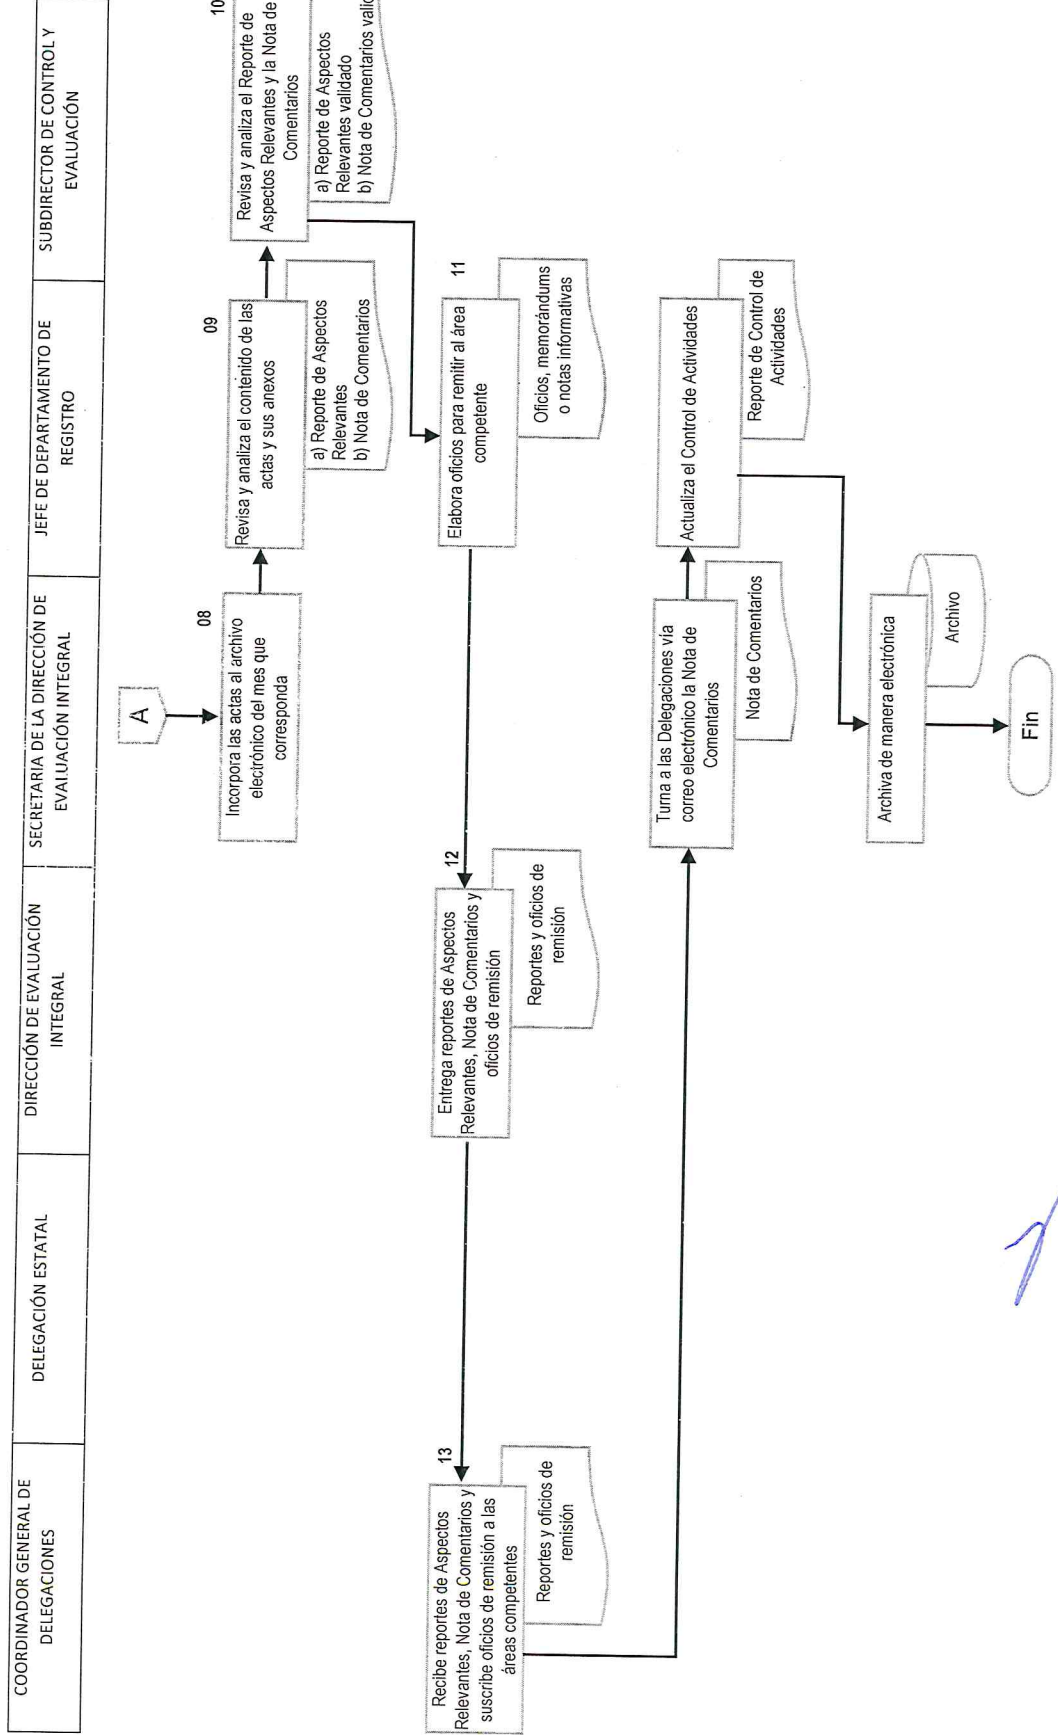 COORDINADOR GENERAL DE
DELEGACIONES
DELEGACIÓN ESTATAL
DIRECCIÓN DE EVALUACIÓN
INTEGRAL
SECRETARIA DE LA DIRECCIÓN DE
EVALUACIÓN INTEGRAL
JEFE DE DEPARTAMENTO DE
REGISTRO
SUBDIRECTOR DE CONTROL Y
EVALUACIÓN
A
08
Incorpora las actas al archivo
electrónico del mes que
corresponda
09
Revisa y analiza el contenido de las
actas y sus anexos
a) Reporte de Aspectos
Relevantes
b) Nota de Comentarios
10
Revisa y analiza el Reporte de
Aspectos Relevantes y la Nota de
Comentarios
a) Reporte de Aspectos
Relevantes validado
b) Nota de Comentarios
11
Elabora oficios para remitir al área
competente
Oficios, memorándums
o notas informativas
12
Entrega reportes de Aspectos
Relevantes, Nota de Comentarios y
oficios de remisión
Reportes y oficios de
remisión
13
Recibe reportes de Aspectos
Relevantes, Nota de Comentarios y
suscribe oficios de remisión a las
áreas competentes
Reportes y oficios de
remisión
Turna a las Delegaciones vía
correo electrónico la Nota de
Comentarios
Nota de Comentarios
Actualiza el Control de Actividades
Reporte de Control de
Actividades
Archiva de manera electrónica
Archivo
Fin